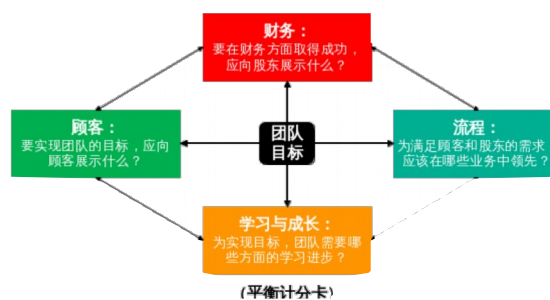 财务：
要在财务方面取得成功，
应向股东展示什么？
顾客：
要实现团队的目标，应向
顾客展示什么？
团队
目标
流程：
为满足顾客和股东的需求
应该在哪些业务中领先？
学习与成长：
为实现目标，团队需要哪
些方面的学习进步？
(平衡计分卡)